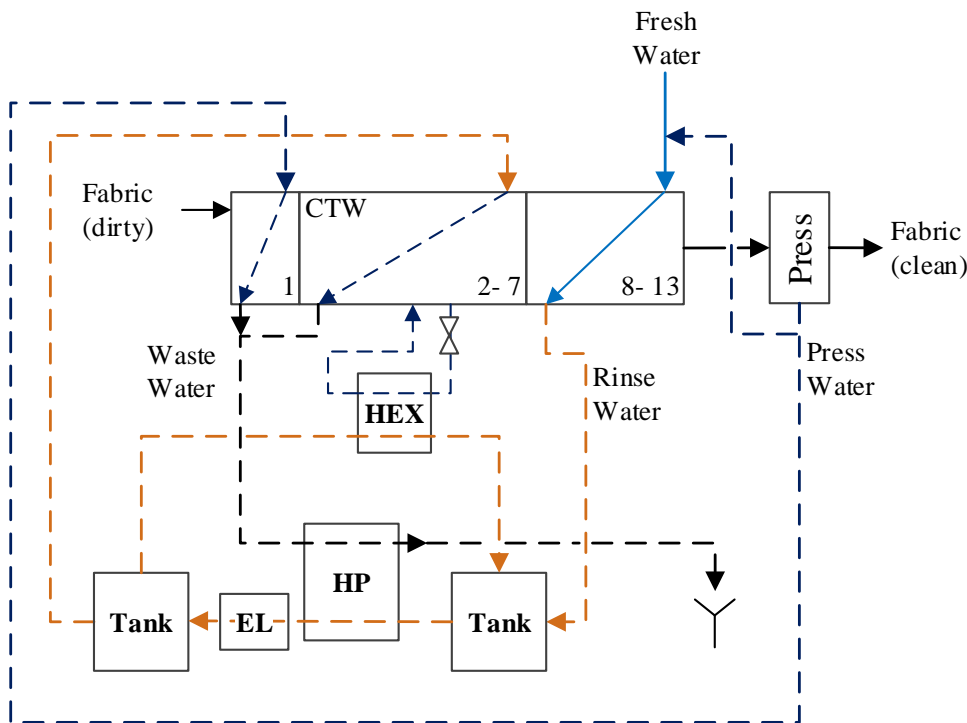 Fresh
Water
Fabric
(dirty)
CTW
1
2- 7
8- 13
Press
Fabric
(clean)
Waste
Water
HEX
Rinse
Water
Press
Water
HP
Tank
EL
Tank